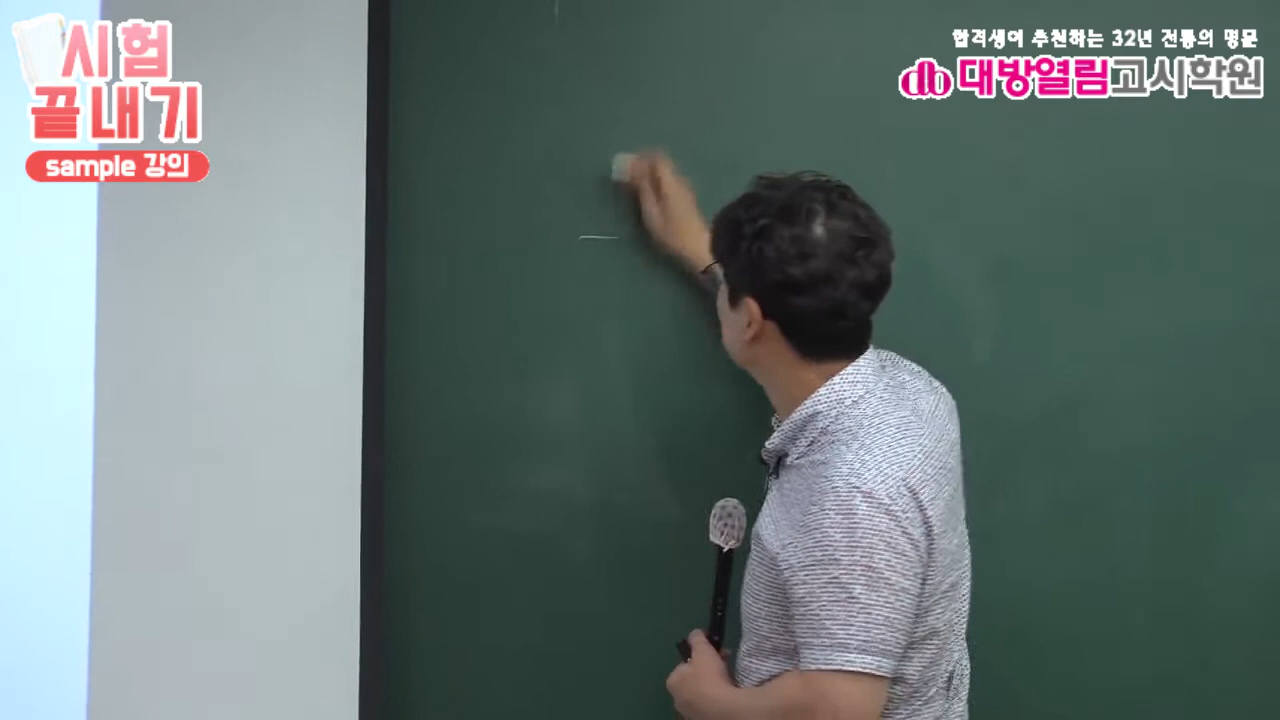 시험
끝내기
sample 강의
합격생이 추천하는 32년 전통의 명문
대방열림고시학원